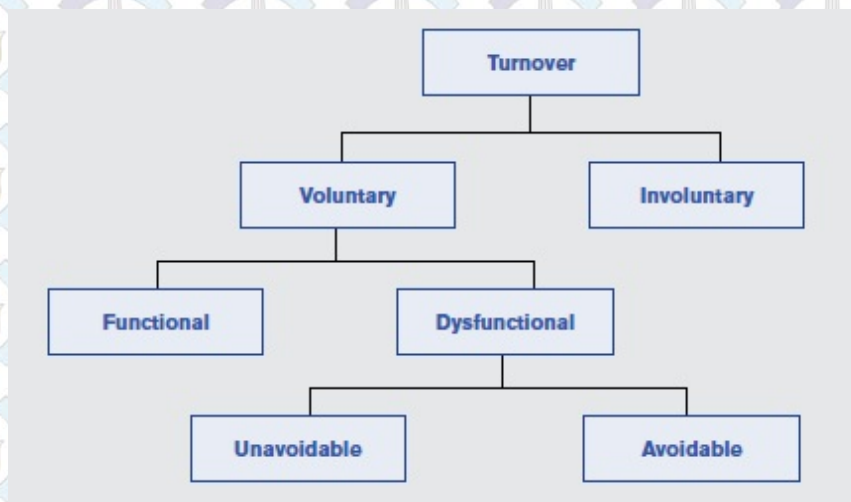 Turnover
Voluntary
Involuntary
Functional
Dysfunctional
Unavoidable
Avoidable